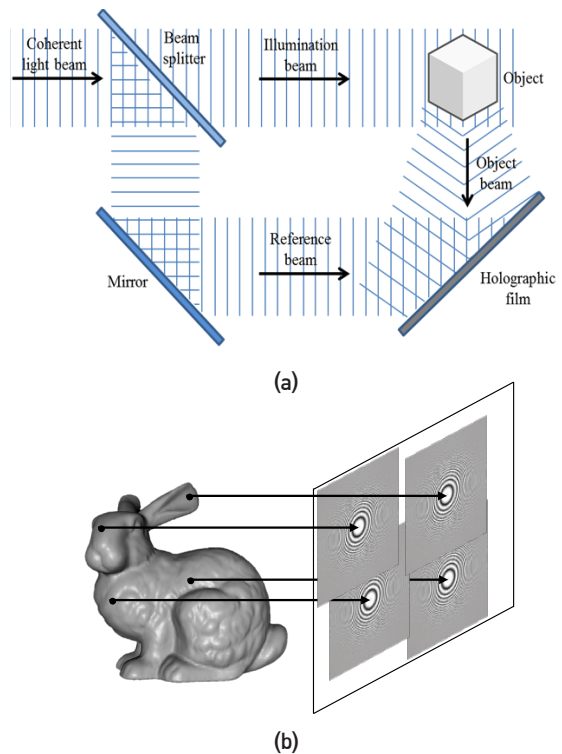 Coherent
light beam
Beam
splitter
Illumination
beam
Object
Object
beam
Mirror
Reference
beam
Holographic
film
(a)
(b)